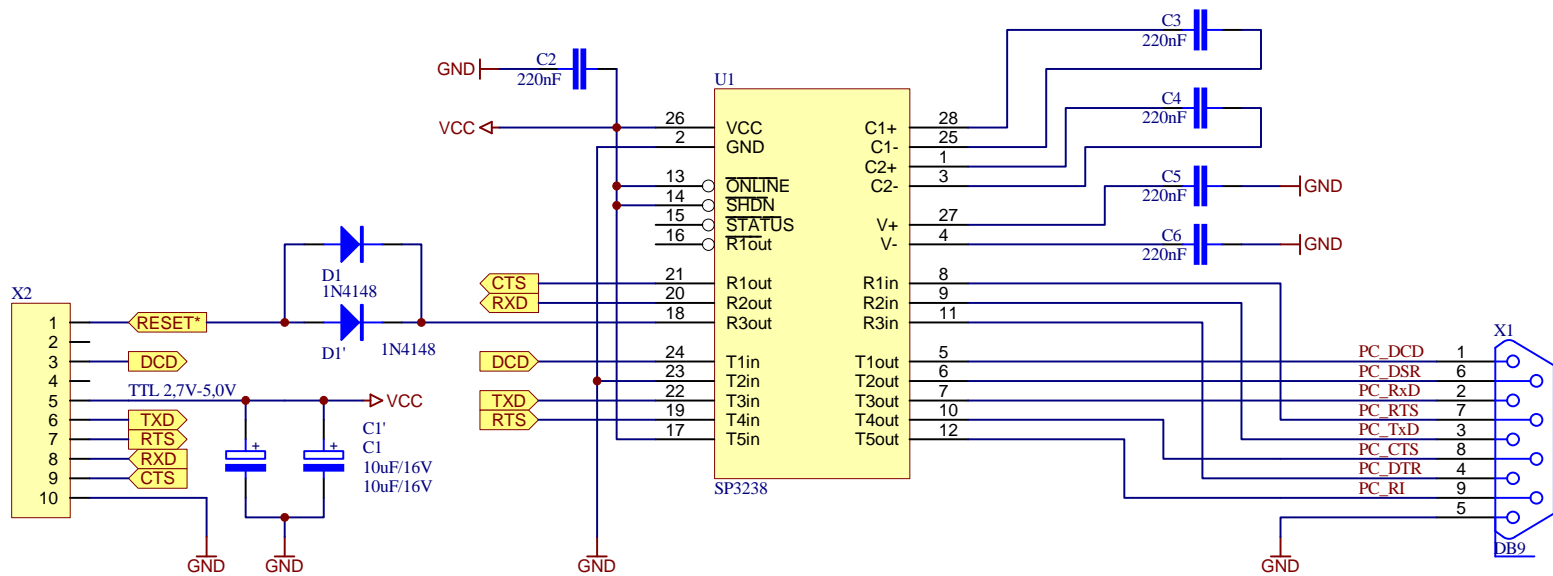 C3
220nF
C2
220nF
GND
U1
C4
220nF
VCC
26 VCC
2 GND
13 ONLINE
14 SHDN
15 STATUS
16 R1out
21 R1out
20 R2out
18 R3out
24 T1in
23 T2in
22 T3in
19 T4in
17 T5in
C1+ 28
C1- 25
C2+ 1
C2- 3
V+ 27
V- 4
R1in 8
R2in 9
R3in 11
T1out 5
T2out 6
T3out 7
T4out 10
T5out 12
SP3238
C5
220nF
GND
C6
220nF
GND
D1
1N4148
D1' 1N4148
CTS
RXD
DCD
TXD
RTS
X2
1 RESET*
2
3 DCD
4
5 TTL 2,7V-5,0V VCC
6 TXD
7 RTS
8 RXD
9 CTS
10
C1'
C1
10uF/16V
10uF/16V
GND
GND
GND
GND
X1
PC_DCD 1
PC_DSR 6
PC_RxD 2
PC_RTS 7
PC_TxD 3
PC_CTS 8
PC_DTR 4
PC_RI 9
5
DB9